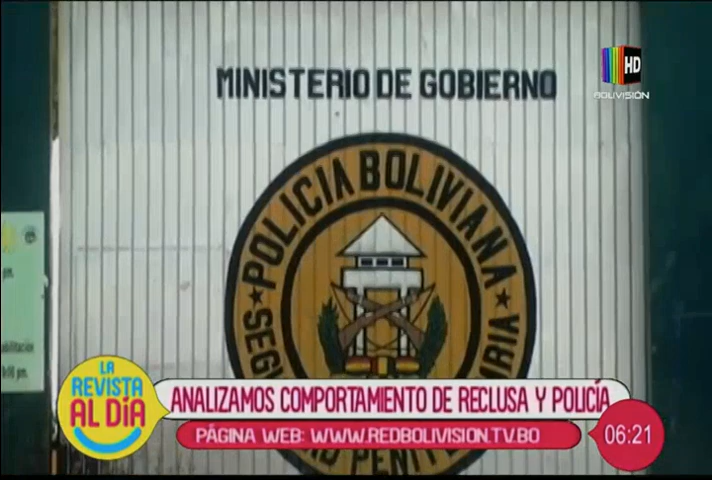 MINISTERIO DE GOBIERNO
HD
BOLIVISIÓN
POLICIA BOLIVIANA
LA
REVISTA
AL DÍA
ANALIZAMOS COMPORTAMIENTO DE RECLUSA Y POLICÍA
PÁGINA WEB: WWW.REDBOLIVISION.TV.BO
06:21